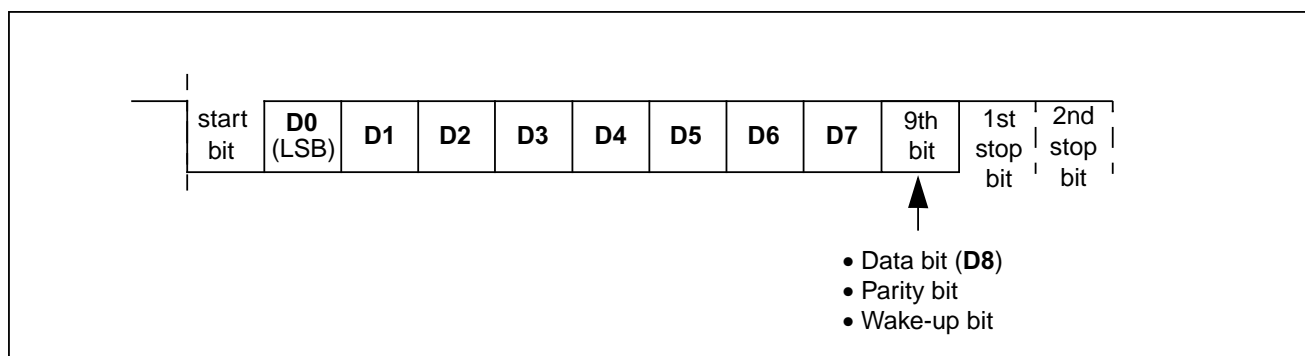 start bit
D0 (LSB)
D1
D2
D3
D4
D5
D6
D7
9th bit
1st stop bit
2nd stop bit
• Data bit (D8)
• Parity bit
• Wake-up bit